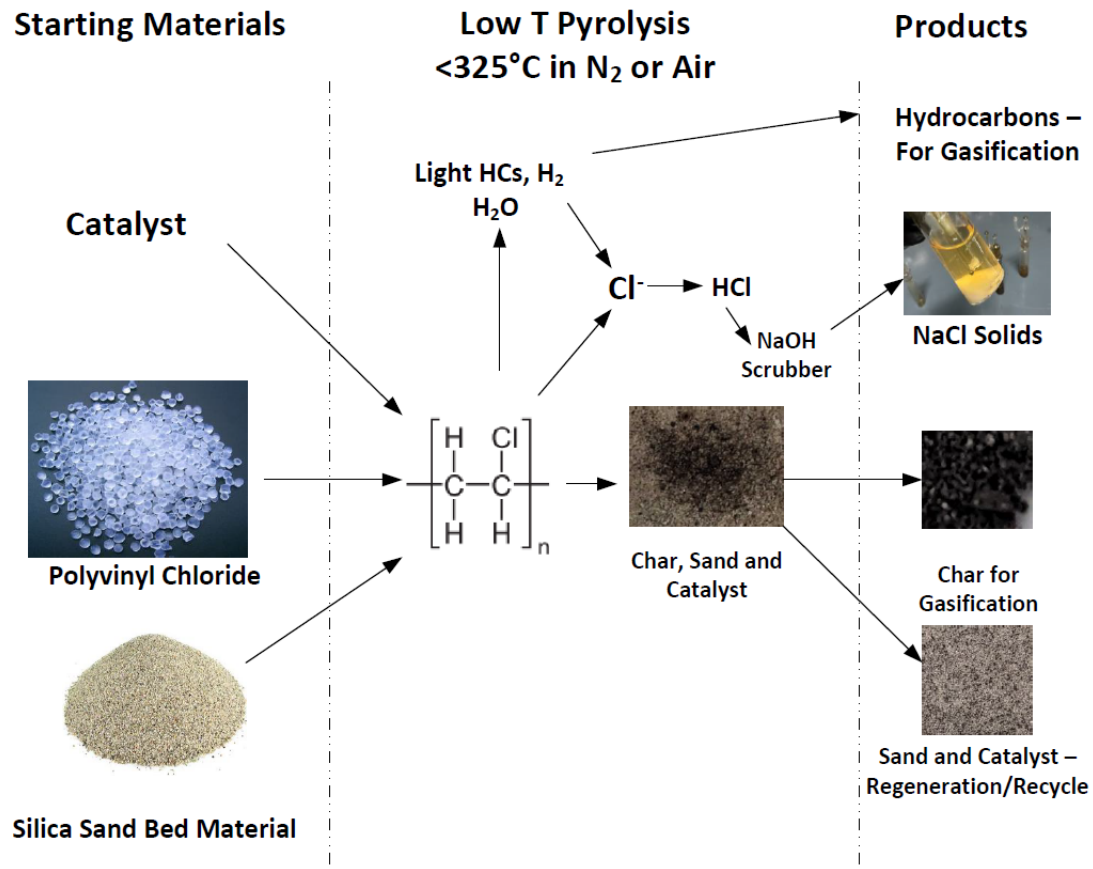 Starting Materials
Low T Pyrolysis
<325°C in N₂ or Air
Products
Catalyst
Polyvinyl Chloride
Silica Sand Bed Material
Light HCs, H₂
H₂O
Cl⁻
HCl
NaOH
Scrubber
H Cl
C C
H H
n
Char, Sand and
Catalyst
Hydrocarbons –
For Gasification
NaCl Solids
Char for
Gasification
Sand and Catalyst –
Regeneration/Recycle